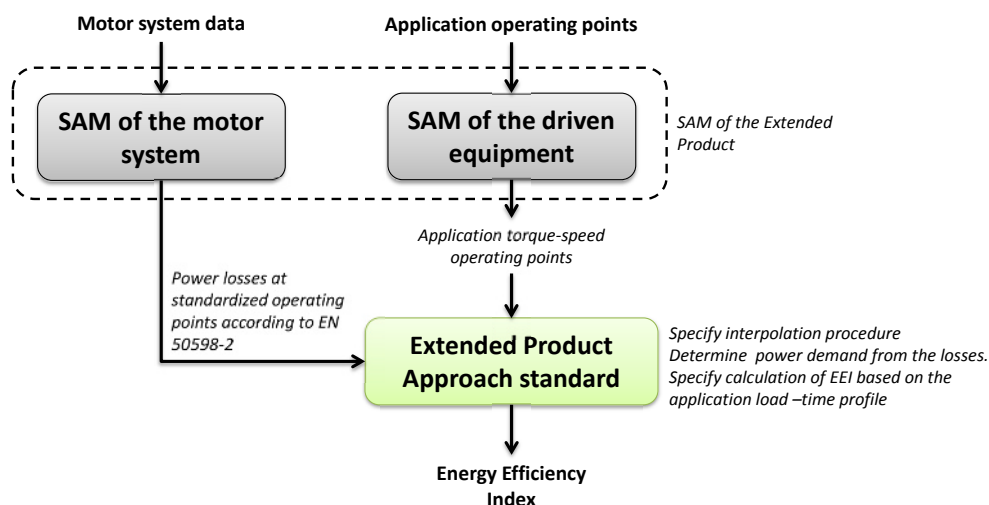 Motor system data
Application operating points
SAM of the motor
system
SAM of the driven
equipment
SAM of the Extended
Product
Application torque-speed
operating points
Power losses at
standardized operating
points according to EN
50598-2
Extended Product
Approach standard
Specify interpolation procedure
Determine power demand from the losses.
Specify calculation of EEI based on the
application load –time profile
Energy Efficiency
Index